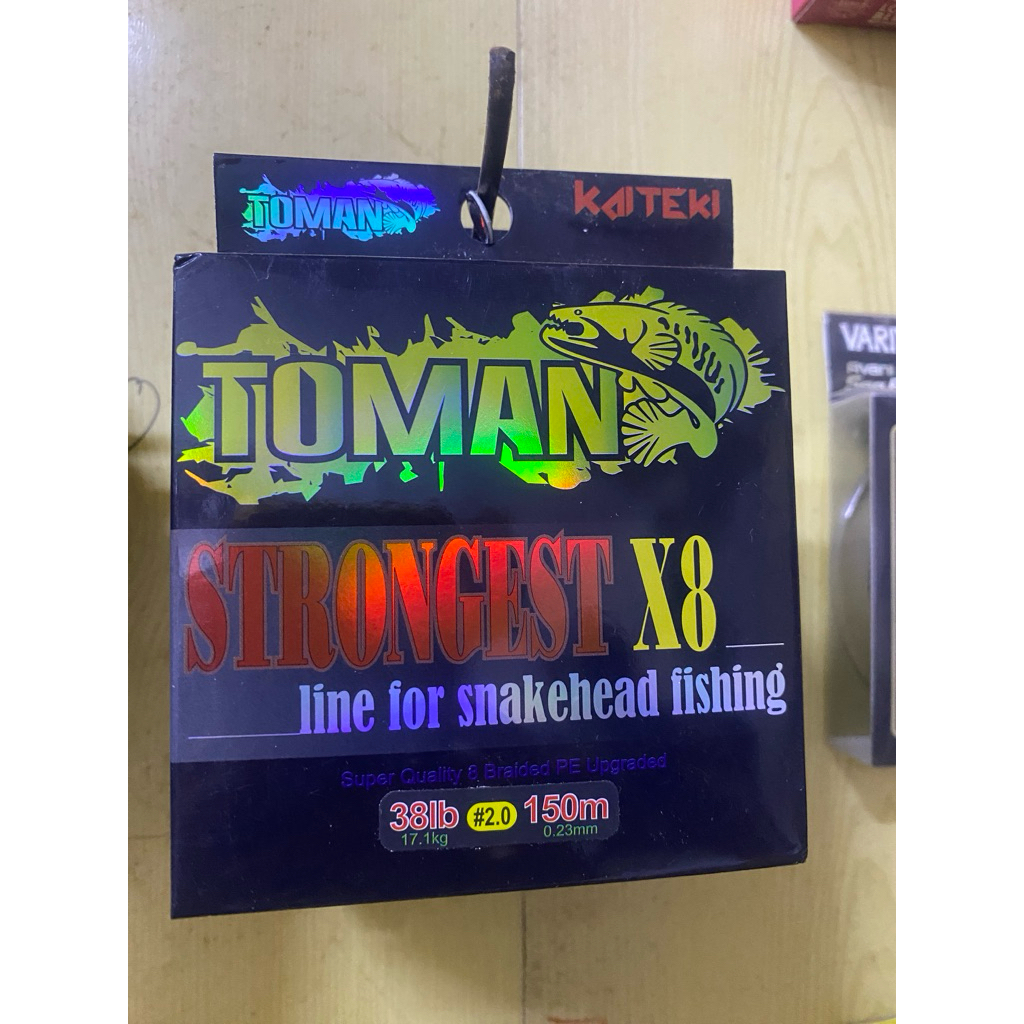 TOMAN KAITEKI
TOMAN
STRONGEST X8
line for snakehead fishing
Super Quality 8 Braided PE Upgraded
38lb #2.0 150m
17.1kg 0.23mm